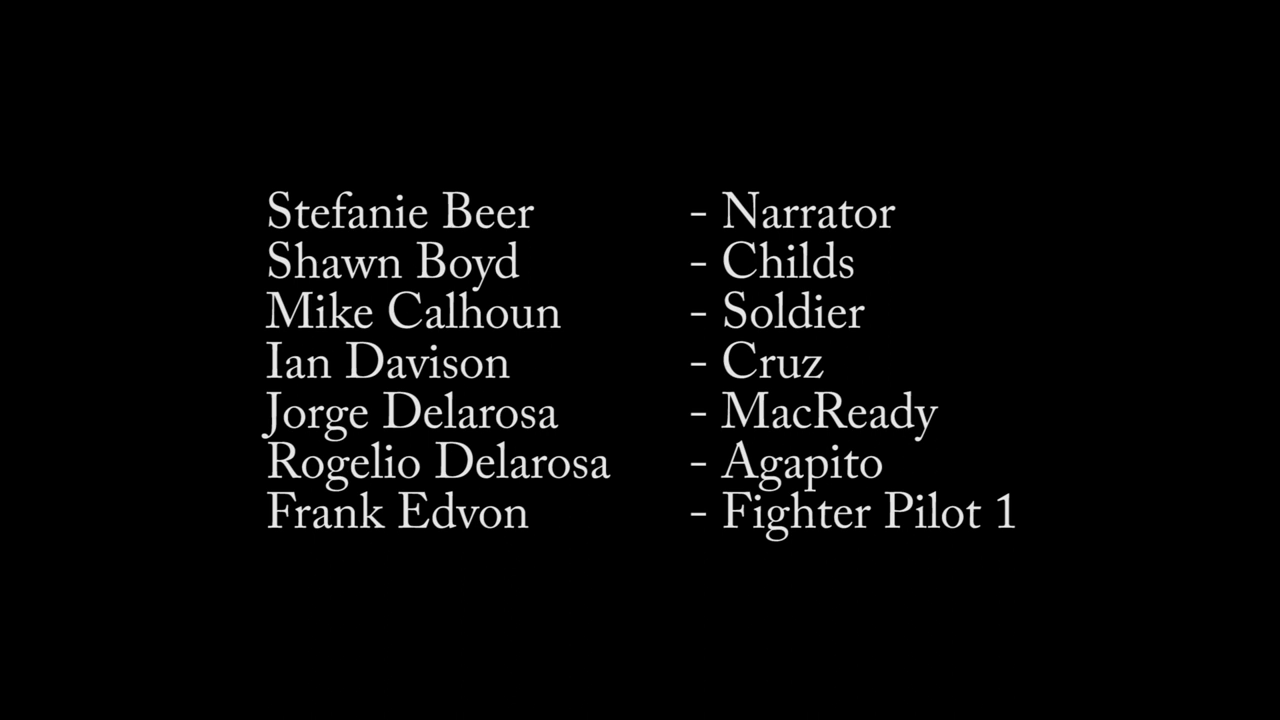 Stefanie Beer - Narrator
Shawn Boyd - Childs
Mike Calhoun - Soldier
Ian Davison - Cruz
Jorge Delarosa - MacReady
Rogelio Delarosa - Agapito
Frank Edvon - Fighter Pilot 1